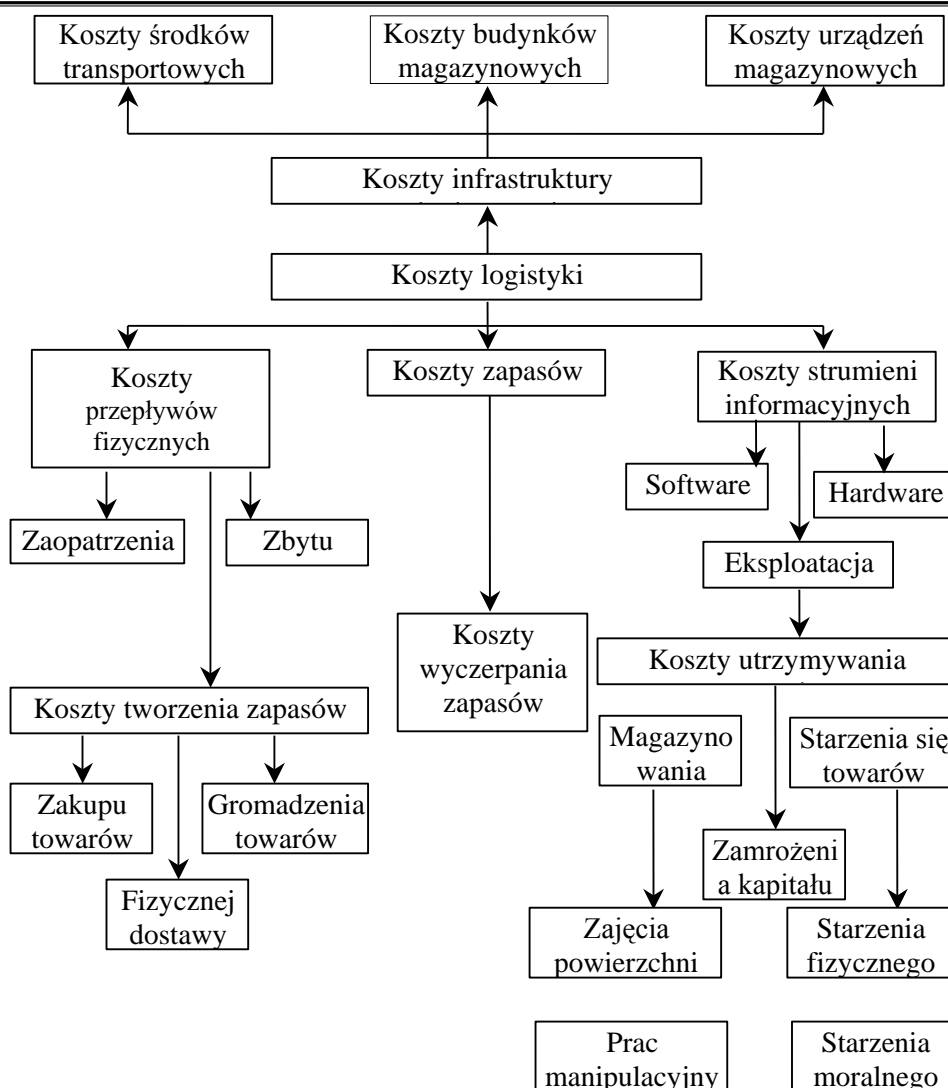 Koszty środków
transportowych
Koszty budynków
magazynowych
Koszty urządzeń
magazynowych
Koszty infrastruktury
Koszty logistyki
Koszty
przepływów
fizycznych
Koszty zapasów
Koszty strumieni
informacyjnych
Software
Hardware
Zaopatrzenia
Zbytu
Eksploatacja
Koszty
wyczerpania
zapasów
Koszty utrzymywania
Koszty tworzenia zapasów
Magazyno
wania
Starzenia się
towarów
Zakupu
towarów
Gromadzenia
towarów
Zamrożeni
a kapitału
Fizycznej
dostawy
Zajęcia
powierzchni
Starzenia
fizycznego
Prac
manipulacyjny
Starzenia
moralnego